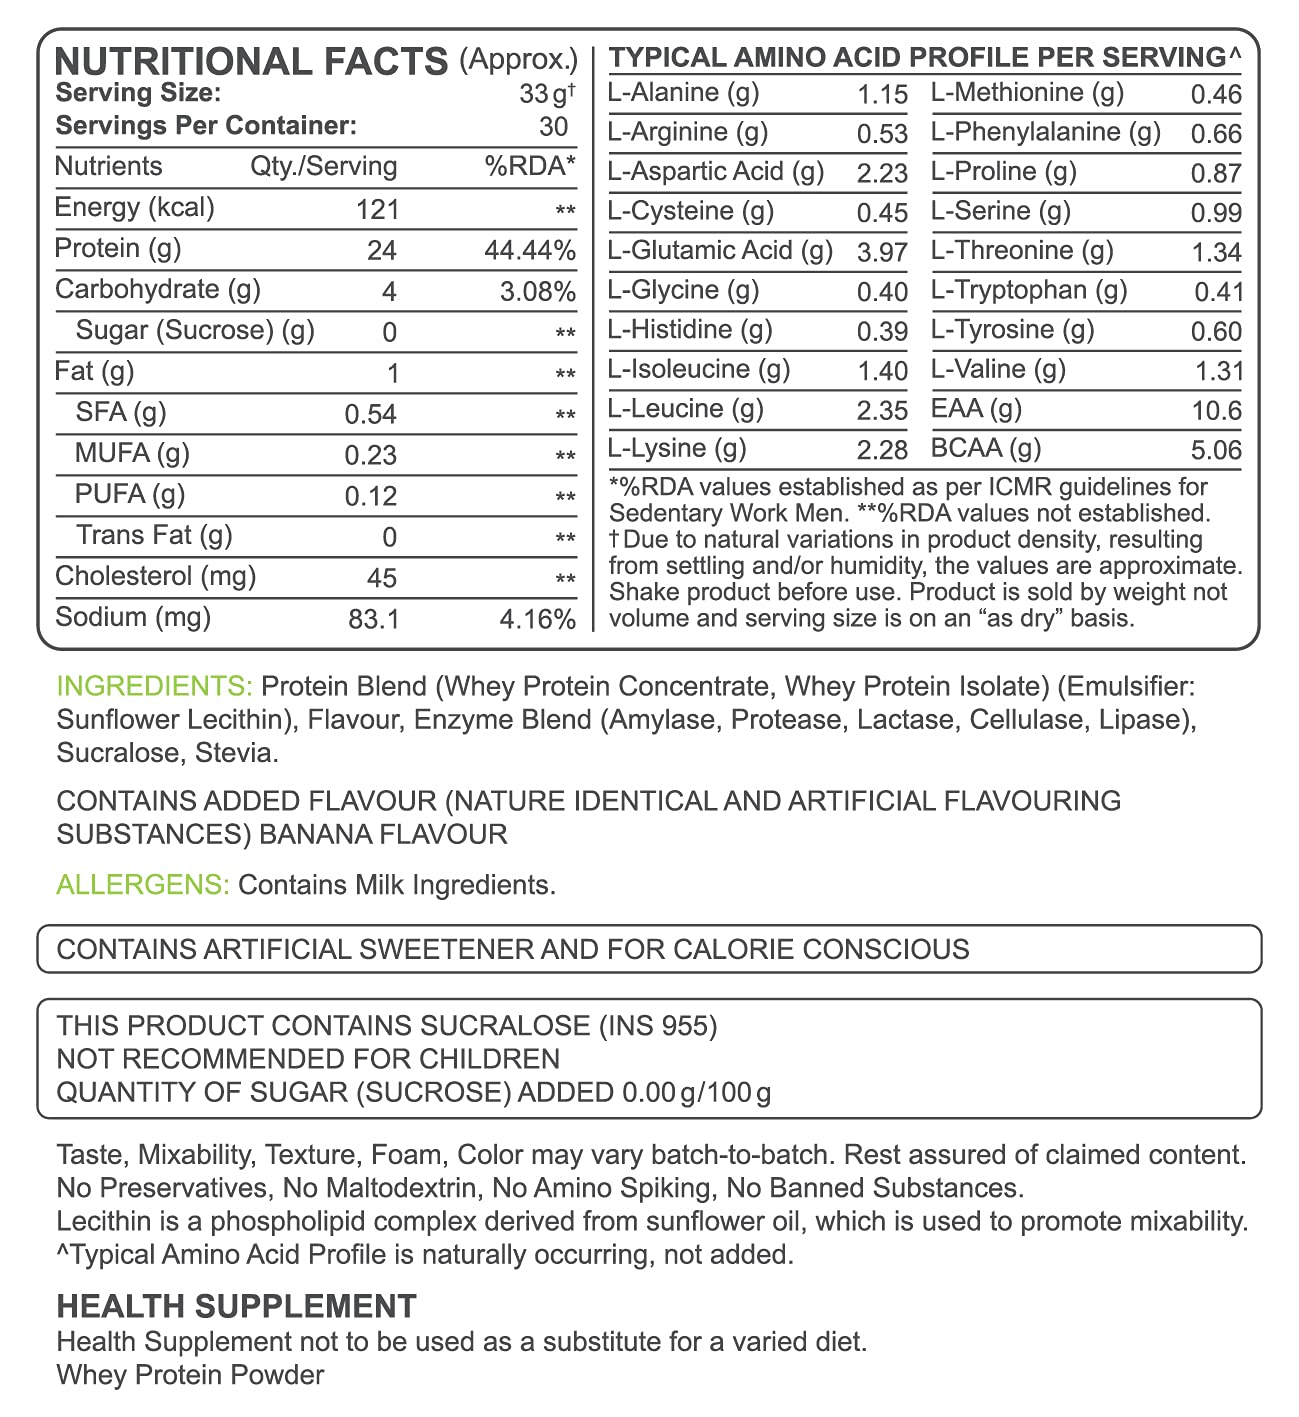 NUTRITIONAL FACTS (Approx.)
Serving Size: 33g†
Servings Per Container: 30
Nutrients Qty./Serving %RDA*
Energy (kcal) 121 **
Protein (g) 24 44.44%
Carbohydrate (g) 4 3.08%
Sugar (Sucrose) (g) 0 **
Fat (g) 1 **
SFA (g) 0.54 **
MUFA (g) 0.23 **
PUFA (g) 0.12 **
Trans Fat (g) 0 **
Cholesterol (mg) 45 **
Sodium (mg) 83.1 4.16%
TYPICAL AMINO ACID PROFILE PER SERVING^
L-Alanine (g) 1.15 L-Methionine (g) 0.46
L-Arginine (g) 0.53 L-Phenylalanine (g) 0.66
L-Aspartic Acid (g) 2.23 L-Proline (g) 0.87
L-Cysteine (g) 0.45 L-Serine (g) 0.99
L-Glutamic Acid (g) 3.97 L-Threonine (g) 1.34
L-Glycine (g) 0.40 L-Tryptophan (g) 0.41
L-Histidine (g) 0.39 L-Tyrosine (g) 0.60
L-Isoleucine (g) 1.40 L-Valine (g) 1.31
L-Leucine (g) 2.35 EAA (g) 10.6
L-Lysine (g) 2.28 BCAA (g) 5.06
*%RDA values established as per ICMR guidelines for
Sedentary Work Men. **%RDA values not established.
†Due to natural variations in product density, resulting
from settling and/or humidity, the values are approximate.
Shake product before use. Product is sold by weight not
volume and serving size is on an “as dry” basis.
INGREDIENTS: Protein Blend (Whey Protein Concentrate, Whey Protein Isolate) (Emulsifier:
Sunflower Lecithin), Flavour, Enzyme Blend (Amylase, Protease, Lactase, Cellulase, Lipase),
Sucralose, Stevia.
CONTAINS ADDED FLAVOUR (NATURE IDENTICAL AND ARTIFICIAL FLAVOURING
SUBSTANCES) BANANA FLAVOUR
ALLERGENS: Contains Milk Ingredients.
CONTAINS ARTIFICIAL SWEETENER AND FOR CALORIE CONSCIOUS
THIS PRODUCT CONTAINS SUCRALOSE (INS 955)
NOT RECOMMENDED FOR CHILDREN
QUANTITY OF SUGAR (SUCROSE) ADDED 0.00g/100g
Taste, Mixability, Texture, Foam, Color may vary batch-to-batch. Rest assured of claimed content.
No Preservatives, No Maltodextrin, No Amino Spiking, No Banned Substances.
Lecithin is a phospholipid complex derived from sunflower oil, which is used to promote mixability.
^Typical Amino Acid Profile is naturally occurring, not added.
HEALTH SUPPLEMENT
Health Supplement not to be used as a substitute for a varied diet.
Whey Protein Powder